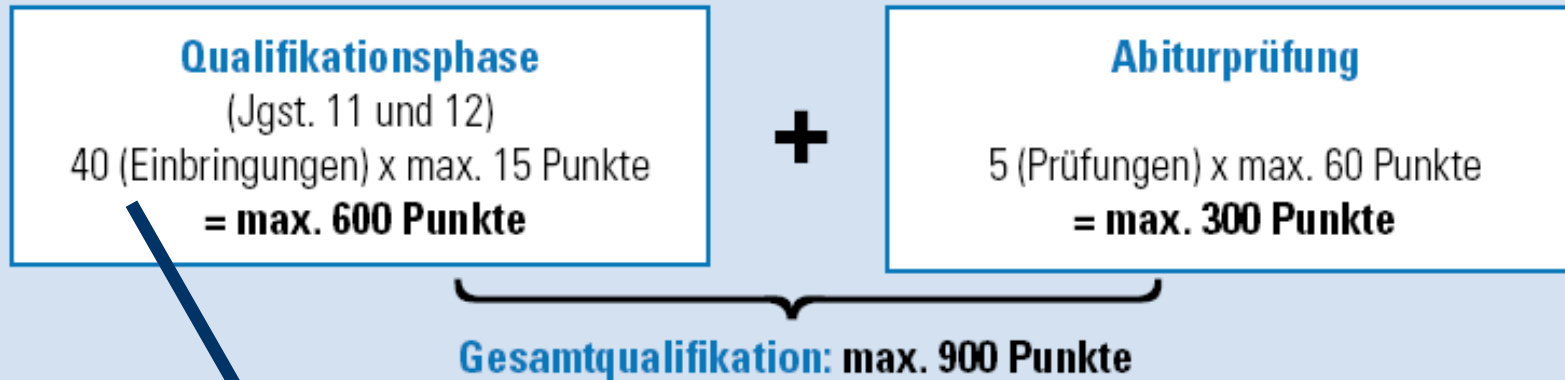 Qualifikationsphase
(Jgst. 11 und 12)
40 (Einbringungen) x max. 15 Punkte
= max. 600 Punkte
+
Abiturprüfung
5 (Prüfungen) x max. 60 Punkte
= max. 300 Punkte
Gesamtqualifikation: max. 900 Punkte